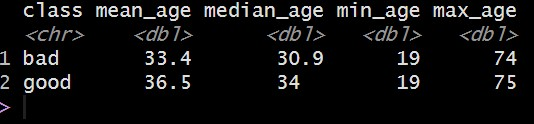 class mean_age median_age min_age max_age
<chr> <dbl> <dbl> <dbl> <dbl>
1 bad 33.4 30.9 19 74
2 good 36.5 34 19 75
>